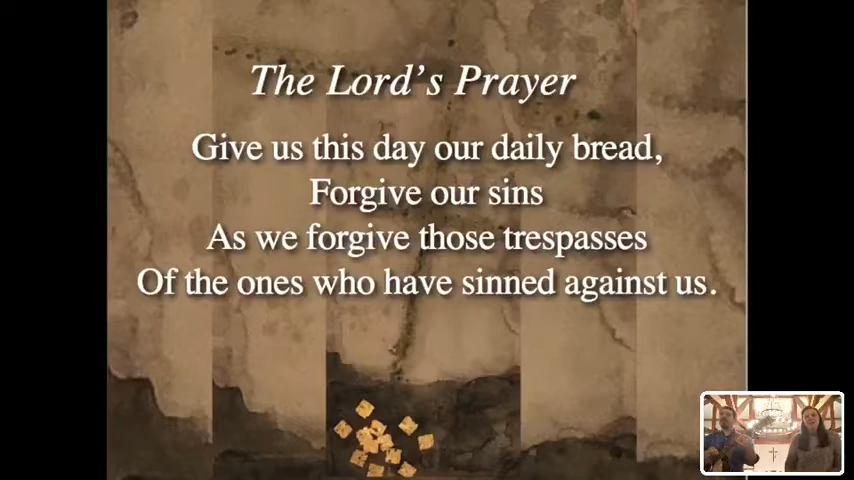 The Lord's Prayer
Give us this day our daily bread,
Forgive our sins
As we forgive those trespasses
Of the ones who have sinned against us.